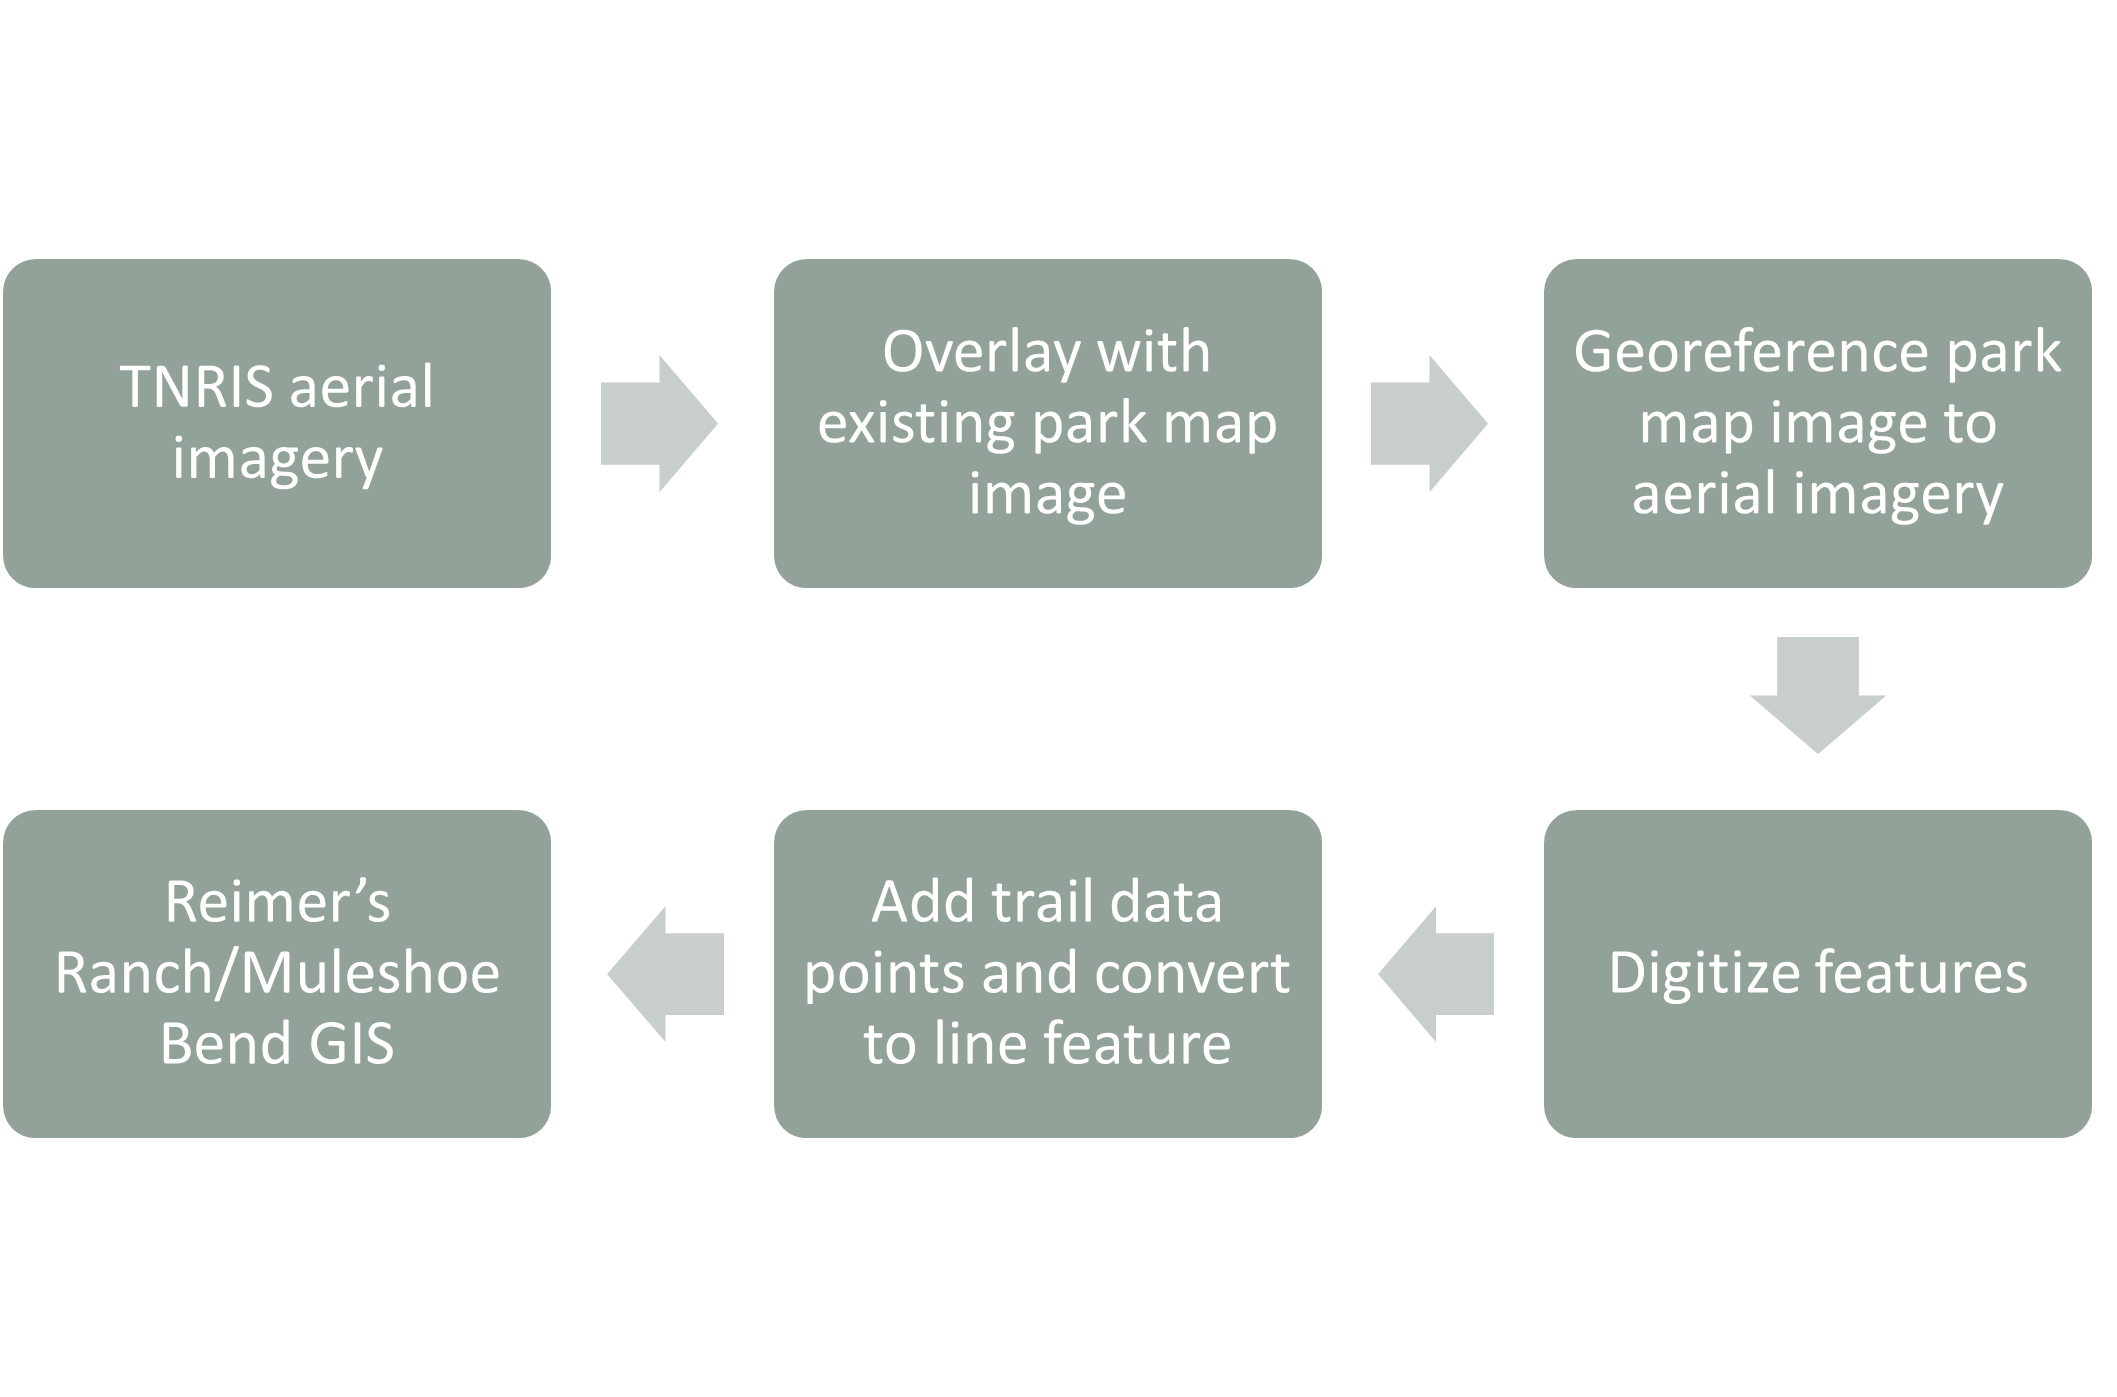 TNRIS aerial
imagery
Overlay with
existing park map
image
Georeference park
map image to
aerial imagery
Digitize features
Add trail data
points and convert
to line feature
Reimer’s
Ranch/Muleshoe
Bend GIS